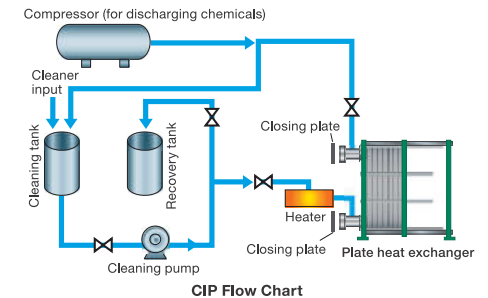 Compressor (for discharging chemicals)
Cleaner
input
Closing plate
Cleaning tank
Recovery tank
Heater
Closing plate
Plate heat exchanger
Cleaning pump
CIP Flow Chart